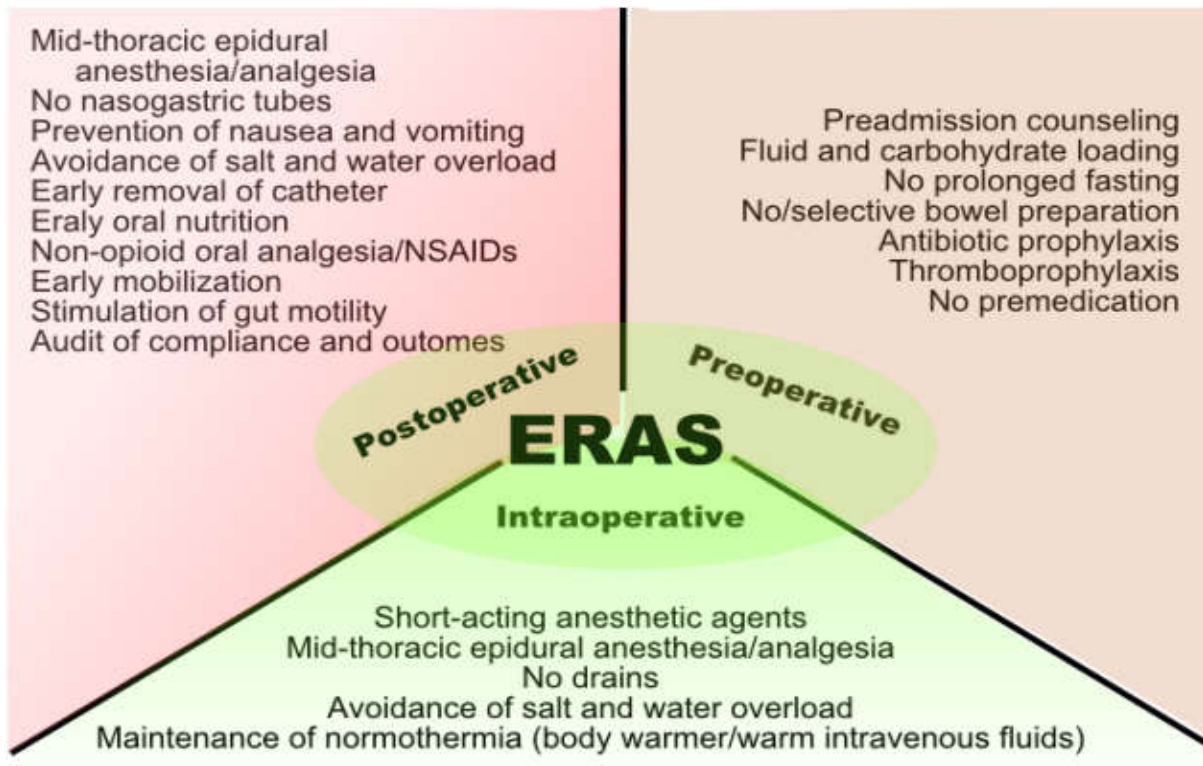 Mid-thoracic epidural
anesthesia/analgesia
No nasogastric tubes
Prevention of nausea and vomiting
Avoidance of salt and water overload
Early removal of catheter
Eraly oral nutrition
Non-opioid oral analgesia/NSAIDs
Early mobilization
Stimulation of gut motility
Audit of compliance and outomes
Preadmission counseling
Fluid and carbohydrate loading
No prolonged fasting
No/selective bowel preparation
Antibiotic prophylaxis
Thromboprophylaxis
No premedication
Postoperative
Preoperative
ERAS
Intraoperative
Short-acting anesthetic agents
Mid-thoracic epidural anesthesia/analgesia
No drains
Avoidance of salt and water overload
Maintenance of normothermia (body warmer/warm intravenous fluids)